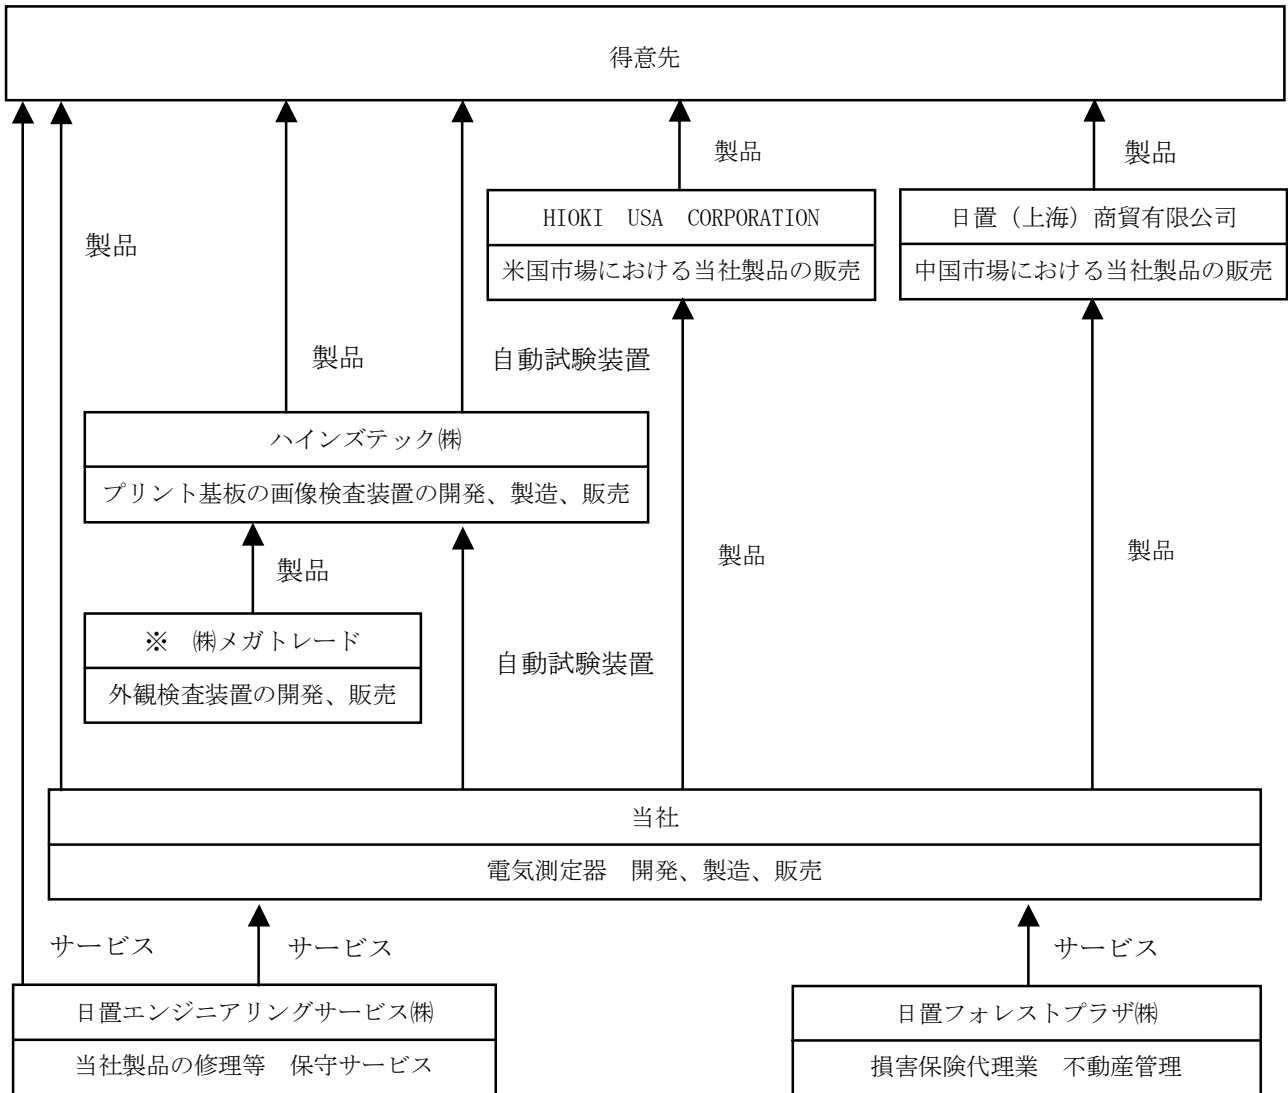 得意先
製品
製品
製品
HIOKI　USA　CORPORATION
米国市場における当社製品の販売
日置（上海）商貿有限公司
中国市場における当社製品の販売
製品
自動試験装置
ハインズテック㈱
プリント基板の画像検査装置の開発、製造、販売
製品
製品
製品
※　㈱メガトレード
外観検査装置の開発、販売
自動試験装置
当社
電気測定器　開発、製造、販売
サービス
サービス
サービス
日置エンジニアリングサービス㈱
当社製品の修理等　保守サービス
日置フォレストプラザ㈱
損害保険代理業　不動産管理